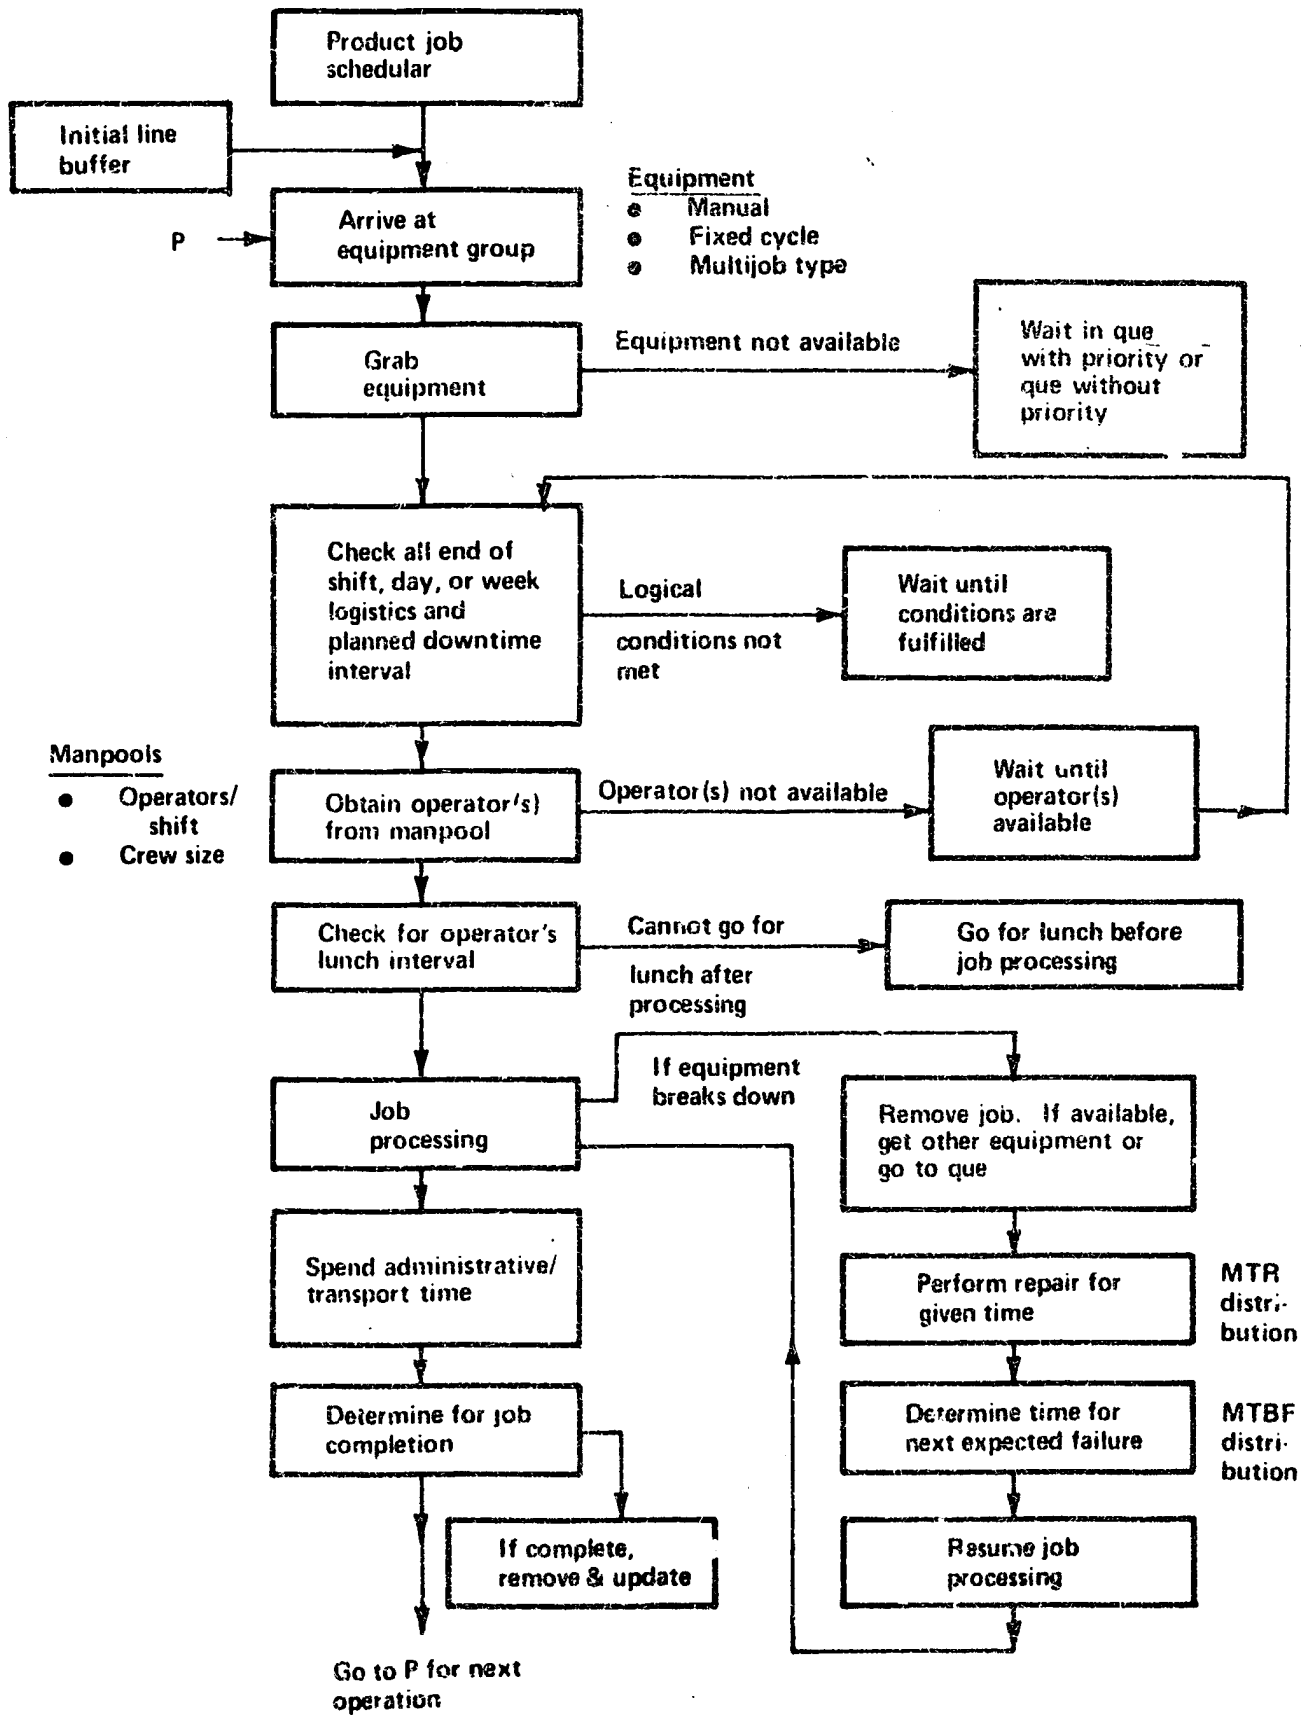 Product job
schedular
Initial line
buffer
Equipment
● Manual
● Fixed cycle
● Multijob type
P
Arrive at
equipment group
Grab
equipment
Equipment not available
Wait in que
with priority or
que without
priority
Check all end of
shift, day, or week
logistics and
planned downtime
interval
Logical
conditions not
met
Wait until
conditions are
fulfilled
Manpools
● Operators/
shift
● Crew size
Obtain operator's)
from manpool
Operator(s) not available
Wait until
operator(s)
available
Check for operator's
lunch interval
Cannot go for
lunch after
processing
Go for lunch before
job processing
Job
processing
If equipment
breaks down
Remove job. If available,
get other equipment or
go to que
Spend administrative/
transport time
Perform repair for
given time
MTR
distri-
bution
Determine for job
completion
Determine time for
next expected failure
MTBF
distri-
bution
If complete,
remove & update
Resume job
processing
Go to P for next
operation